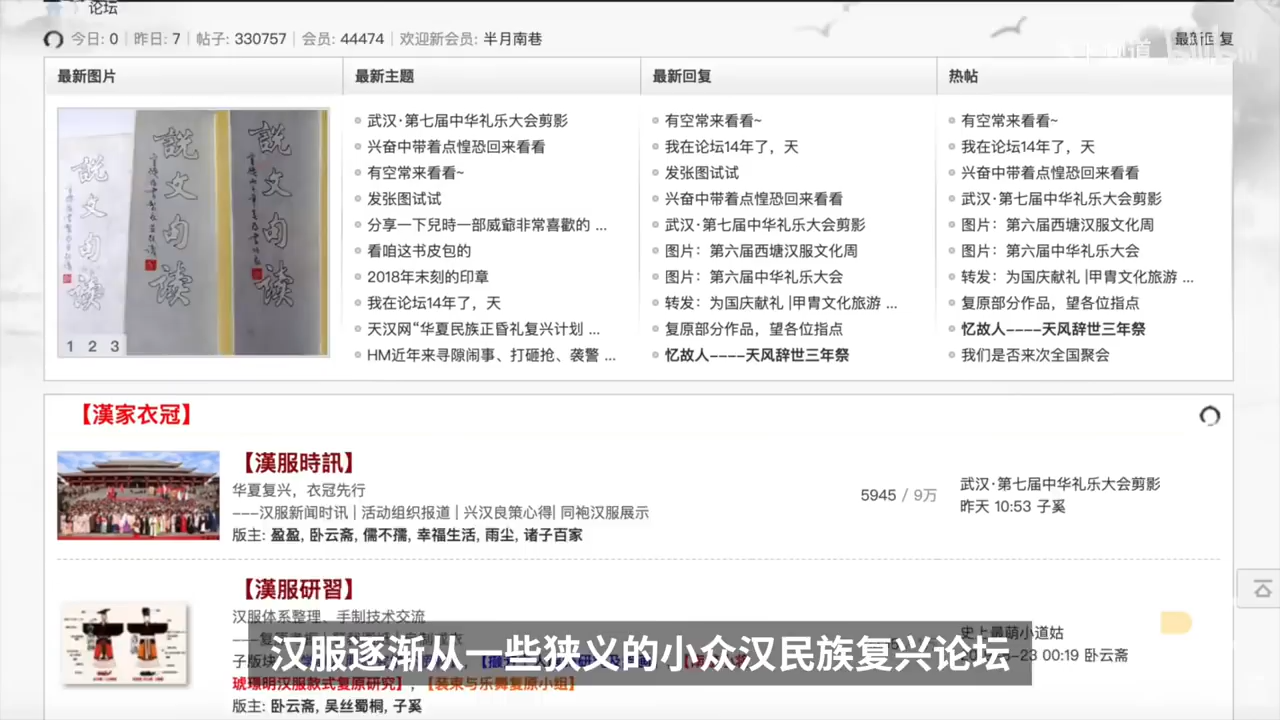 论坛
今日: 0 | 昨日: 7 | 帖子: 330757 | 会员: 44474 | 欢迎新会员: 半月南巷
最新回复
最新图片
最新主题
最新回复
热帖
说文句读
说文句读
说文句读
1 2 3
武汉·第七届中华礼乐大会剪影
兴奋中带着点惶恐回来看看
有空常来看看~
发张图试试
分享一下兒時一部威爺非常喜歡的 ...
看咱这书皮包的
2018年末刻的印章
我在论坛14年了，天
天汉网“华夏民族正昏礼复兴计划 ...
HM近年来寻隙闹事、打砸抢、袭警 ...
有空常来看看~
我在论坛14年了，天
发张图试试
兴奋中带着点惶恐回来看看
武汉·第七届中华礼乐大会剪影
图片：第六届西塘汉服文化周
图片：第六届中华礼乐大会
转发：为国庆献礼 |甲胄文化旅游 ...
复原部分作品，望各位指点
忆故人----天风辞世三年祭
有空常来看看~
我在论坛14年了，天
兴奋中带着点惶恐回来看看
武汉·第七届中华礼乐大会剪影
图片：第六届西塘汉服文化周
图片：第六届中华礼乐大会
转发：为国庆献礼 |甲胄文化旅游 ...
复原部分作品，望各位指点
忆故人----天风辞世三年祭
我们是否来次全国聚会
【漢家衣冠】
【漢服時訊】
华夏复兴，衣冠先行
---汉服新闻时讯 | 活动组织报道 | 兴汉良策心得| 同袍汉服展示
版主: 盈盈, 卧云斋, 儒不孺, 幸福生活, 雨尘, 诸子百家
5945 / 9万
武汉·第七届中华礼乐大会剪影
昨天 10:53 子奚
【漢服研習】
汉服体系整理、手制技术交流
史上最萌小道姑
子版块
-23 00:19 卧云斋
琥璟明汉服款式复原研究】，【装束与乐舞复原小组】
版主: 卧云斋, 吴丝蜀桐, 子奚
汉服逐渐从一些狭义的小众汉民族复兴论坛